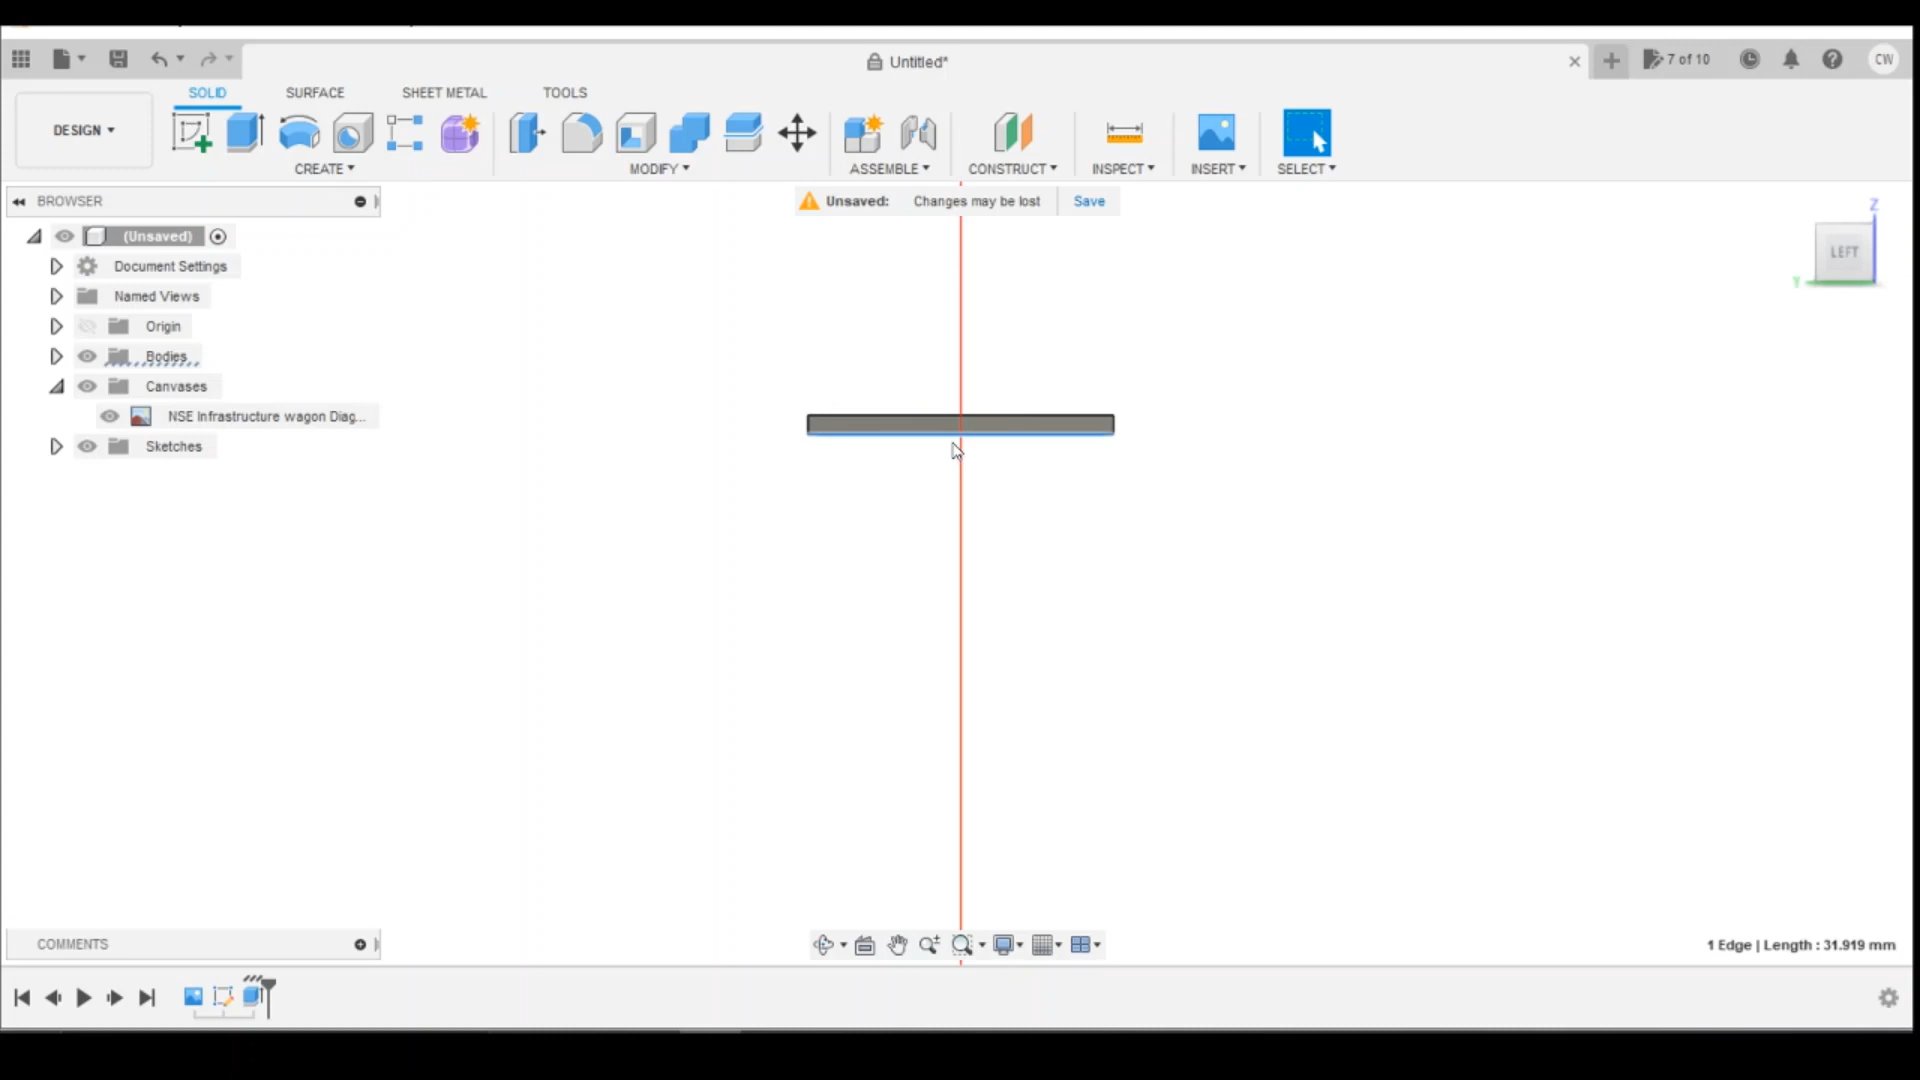 Untitled*
7 of 10
CW
SOLID
SURFACE
SHEET METAL
TOOLS
DESIGN
CREATE
MODIFY
ASSEMBLE
CONSTRUCT
INSPECT
INSERT
SELECT
BROWSER
Unsaved: Changes may be lost Save
(Unsaved)
Document Settings
Named Views
Origin
Bodies
Canvases
NSE Infrastructure wagon Diag...
Sketches
Z
LEFT
Y
COMMENTS
1 Edge | Length : 31.919 mm